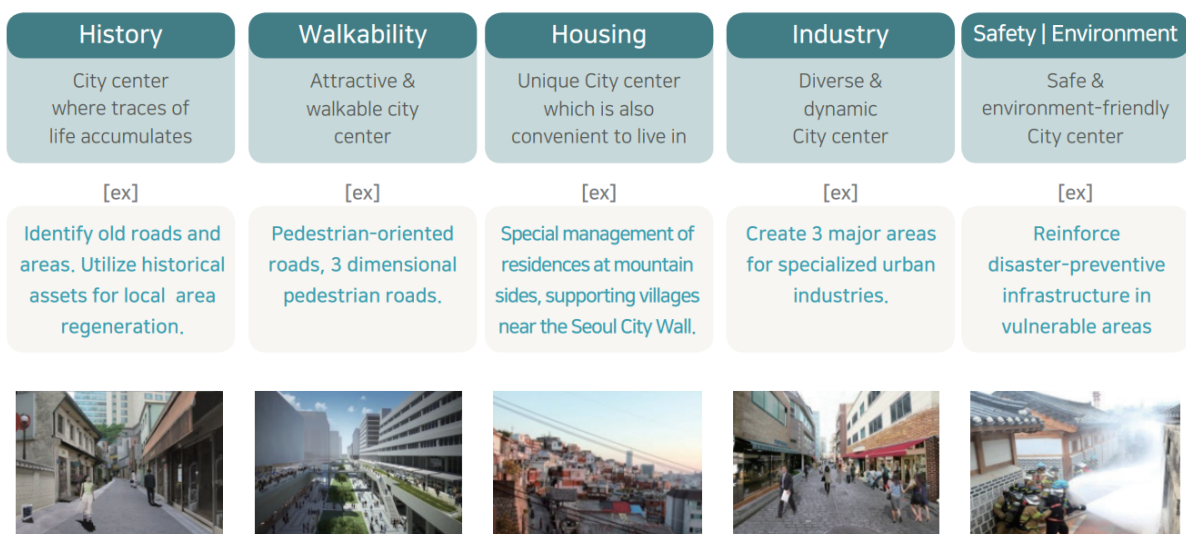 History
City center
where traces of
life accumulates
[ex]
Identify old roads and
areas. Utilize historical
assets for local area
regeneration.
Walkability
Attractive &
walkable city
center
[ex]
Pedestrian-oriented
roads, 3 dimensional
pedestrian roads.
Housing
Unique City center
which is also
convenient to live in
[ex]
Special management of
residences at mountain
sides, supporting villages
near the Seoul City Wall.
Industry
Diverse &
dynamic
City center
[ex]
Create 3 major areas
for specialized urban
industries.
Safety | Environment
Safe &
environment-friendly
City center
[ex]
Reinforce
disaster-preventive
infrastructure in
vulnerable areas